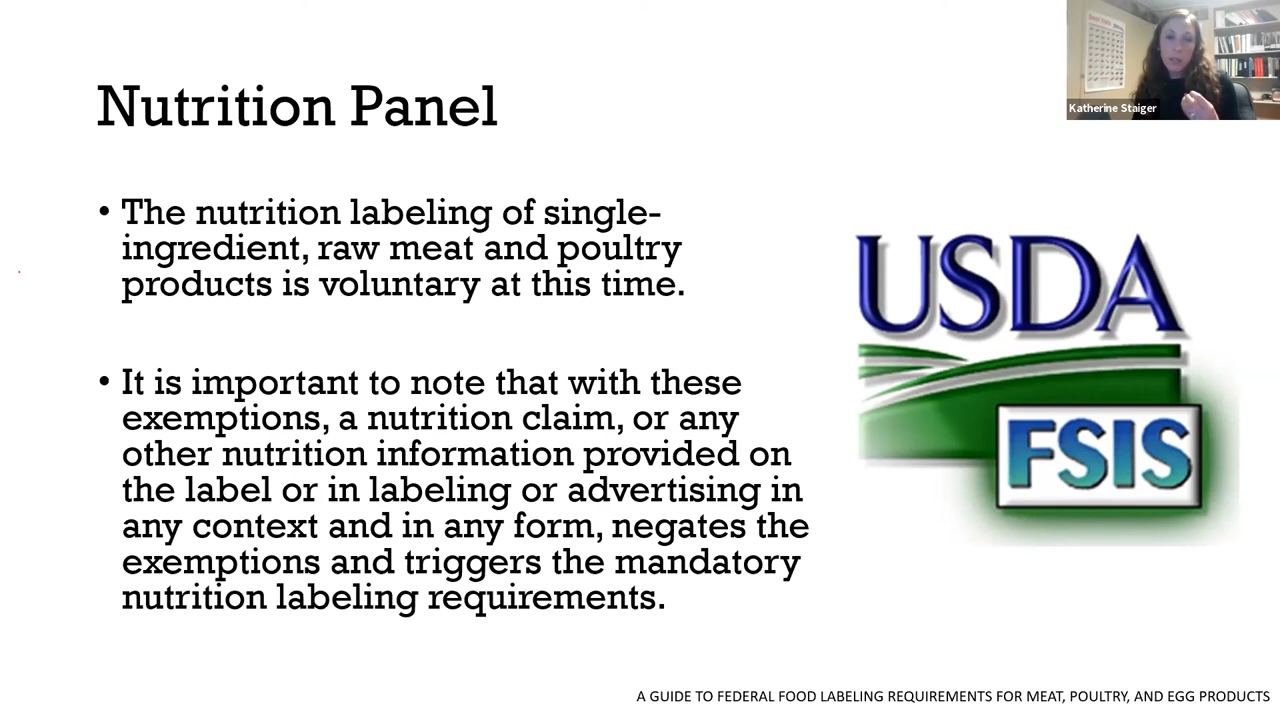 Nutrition Panel
• The nutrition labeling of single-
ingredient, raw meat and poultry
products is voluntary at this time.
• It is important to note that with these
exemptions, a nutrition claim, or any
other nutrition information provided on
the label or in labeling or advertising in
any context and in any form, negates the
exemptions and triggers the mandatory
nutrition labeling requirements.
USDA
FSIS
Katherine Staiger
A GUIDE TO FEDERAL FOOD LABELING REQUIREMENTS FOR MEAT, POULTRY, AND EGG PRODUCTS